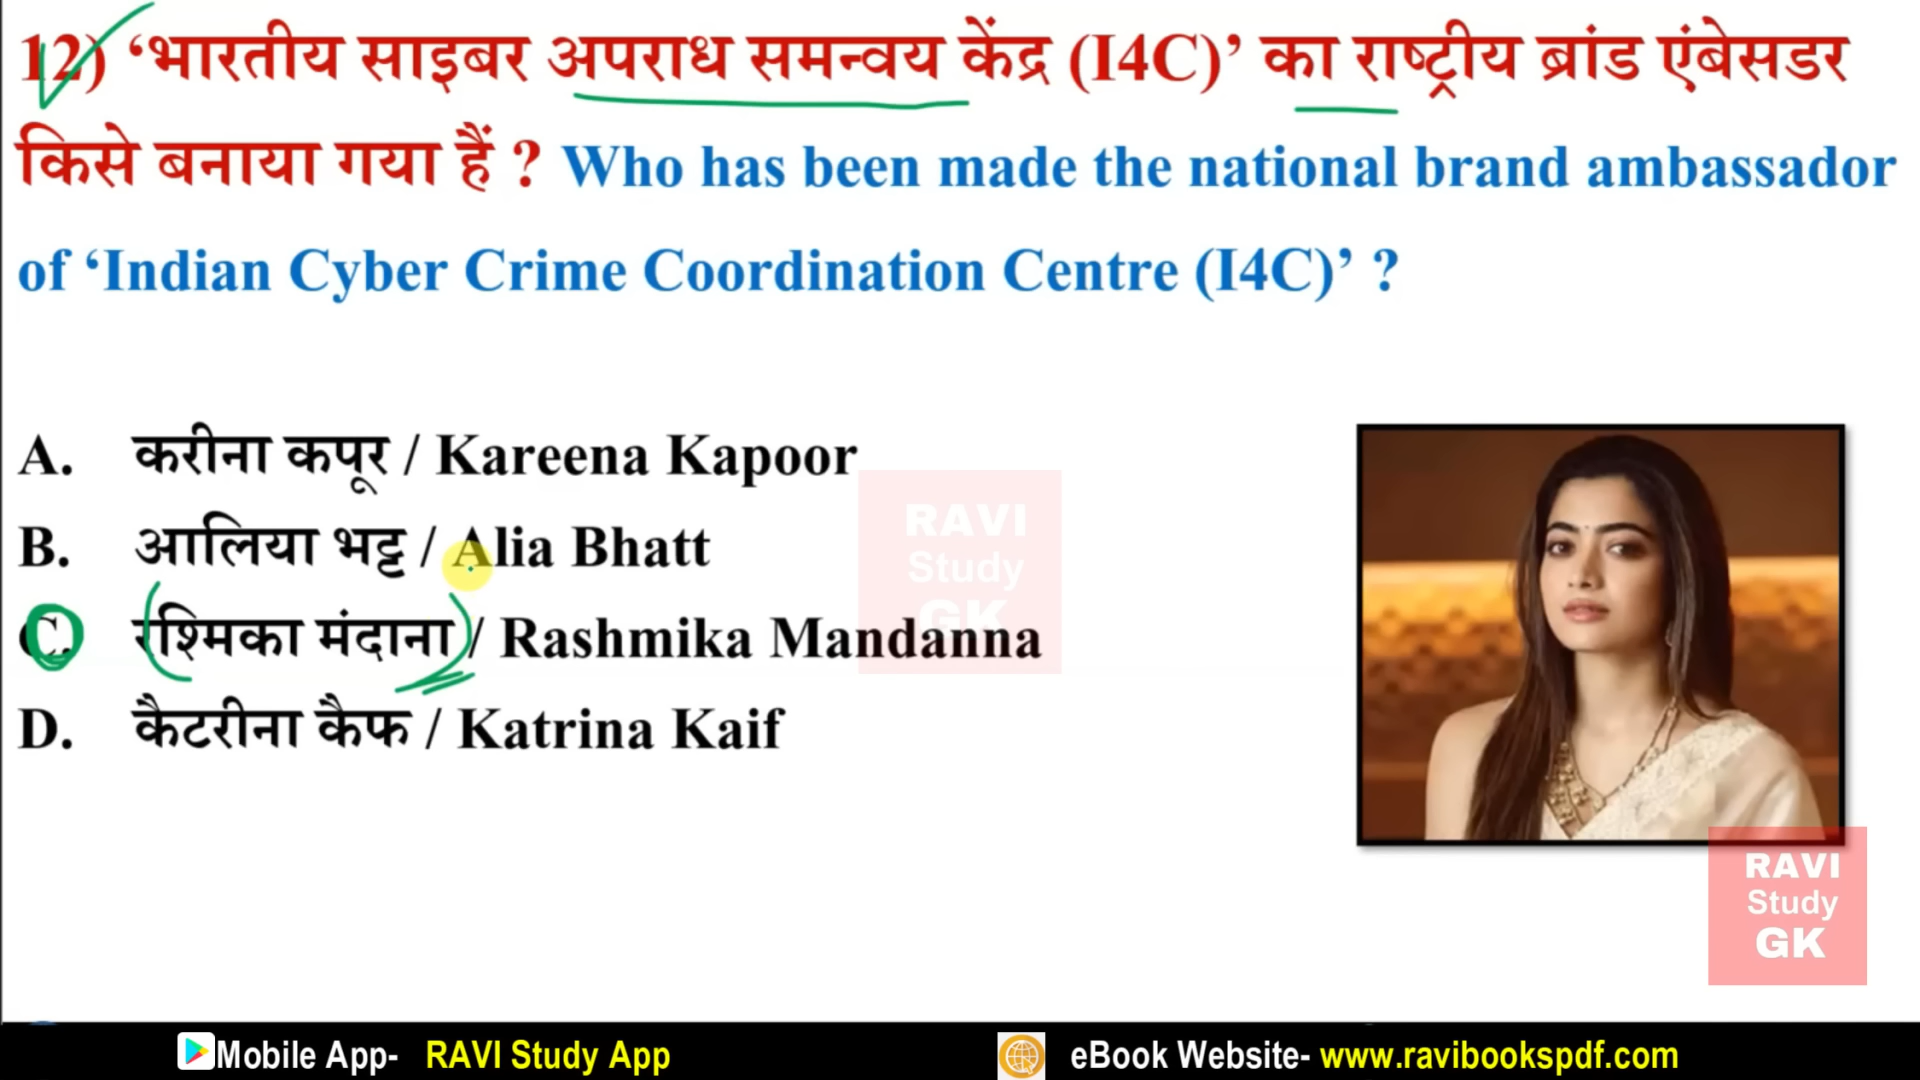 12) ‘भारतीय साइबर अपराध समन्वय केंद्र (I4C)’ का राष्ट्रीय ब्रांड एंबेसडर
किसे बनाया गया हैं ? Who has been made the national brand ambassador
of ‘Indian Cyber Crime Coordination Centre (I4C)’ ?
A. करीना कपूर / Kareena Kapoor
B. आलिया भट्ट / Alia Bhatt
C. रश्मिका मंदाना / Rashmika Mandanna
D. कैटरीना कैफ / Katrina Kaif
RAVI
Study
GK
RAVI
Study
GK
Mobile App- RAVI Study App
eBook Website- www.ravibookspdf.com